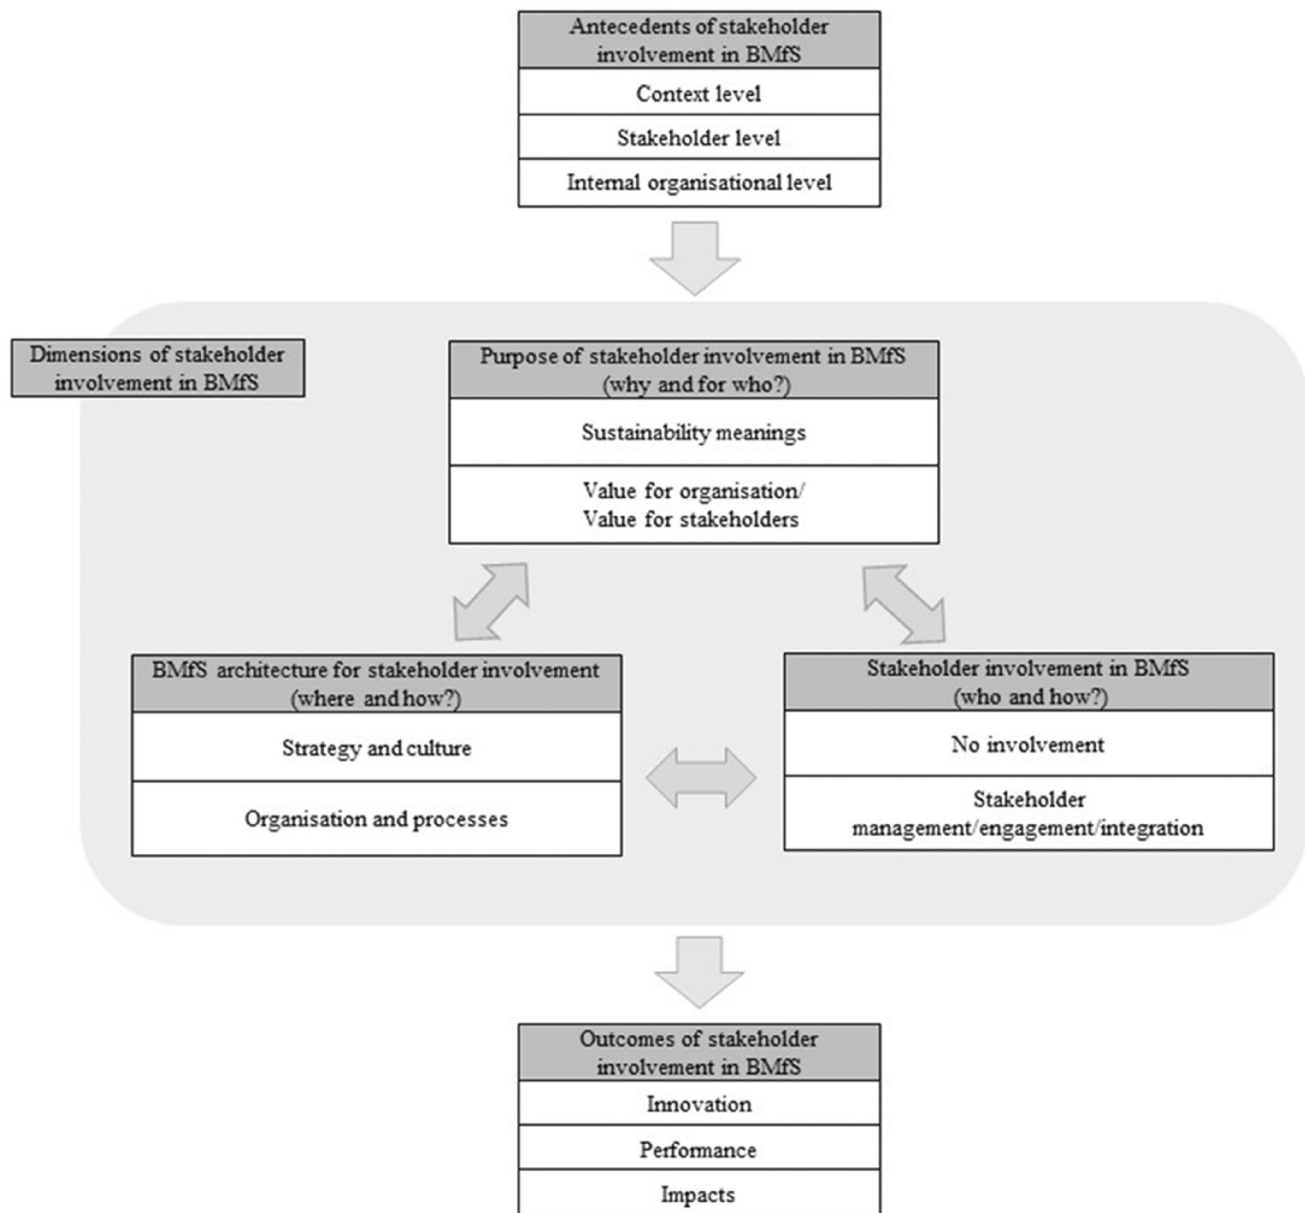 Antecedents of stakeholder
involvement in BMfS
Context level
Stakeholder level
Internal organisational level
Dimensions of stakeholder
involvement in BMfS
Purpose of stakeholder involvement in BMfS
(why and for who?)
Sustainability meanings
Value for organisation/
Value for stakeholders
BMfS architecture for stakeholder involvement
(where and how?)
Strategy and culture
Organisation and processes
Stakeholder involvement in BMfS
(who and how?)
No involvement
Stakeholder
management/engagement/integration
Outcomes of stakeholder
involvement in BMfS
Innovation
Performance
Impacts